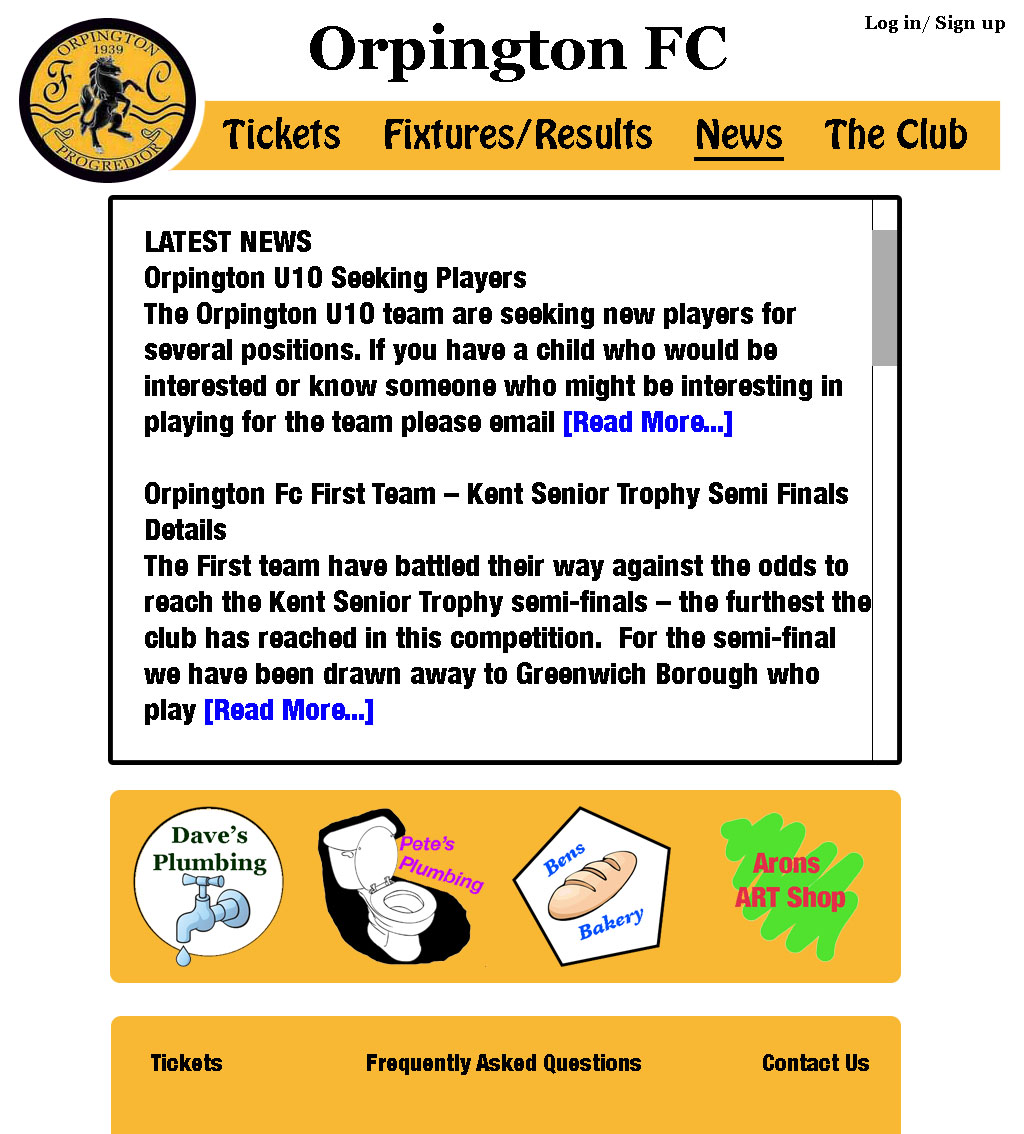 Log in/ Sign up
Orpington FC
ORPINGTON
1939
F C
PROGREDIOR
Tickets Fixtures/Results News The Club
LATEST NEWS
Orpington U10 Seeking Players
The Orpington U10 team are seeking new players for
several positions. If you have a child who would be
interested or know someone who might be interesting in
playing for the team please email [Read More...]
Orpington Fc First Team – Kent Senior Trophy Semi Finals
Details
The First team have battled their way against the odds to
reach the Kent Senior Trophy semi-finals – the furthest the
club has reached in this competition.  For the semi-final
we have been drawn away to Greenwich Borough who
play [Read More...]
Dave's
Plumbing
Pete's
Plumbing
Bens
Bakery
Arons
ART Shop
Tickets Frequently Asked Questions Contact Us